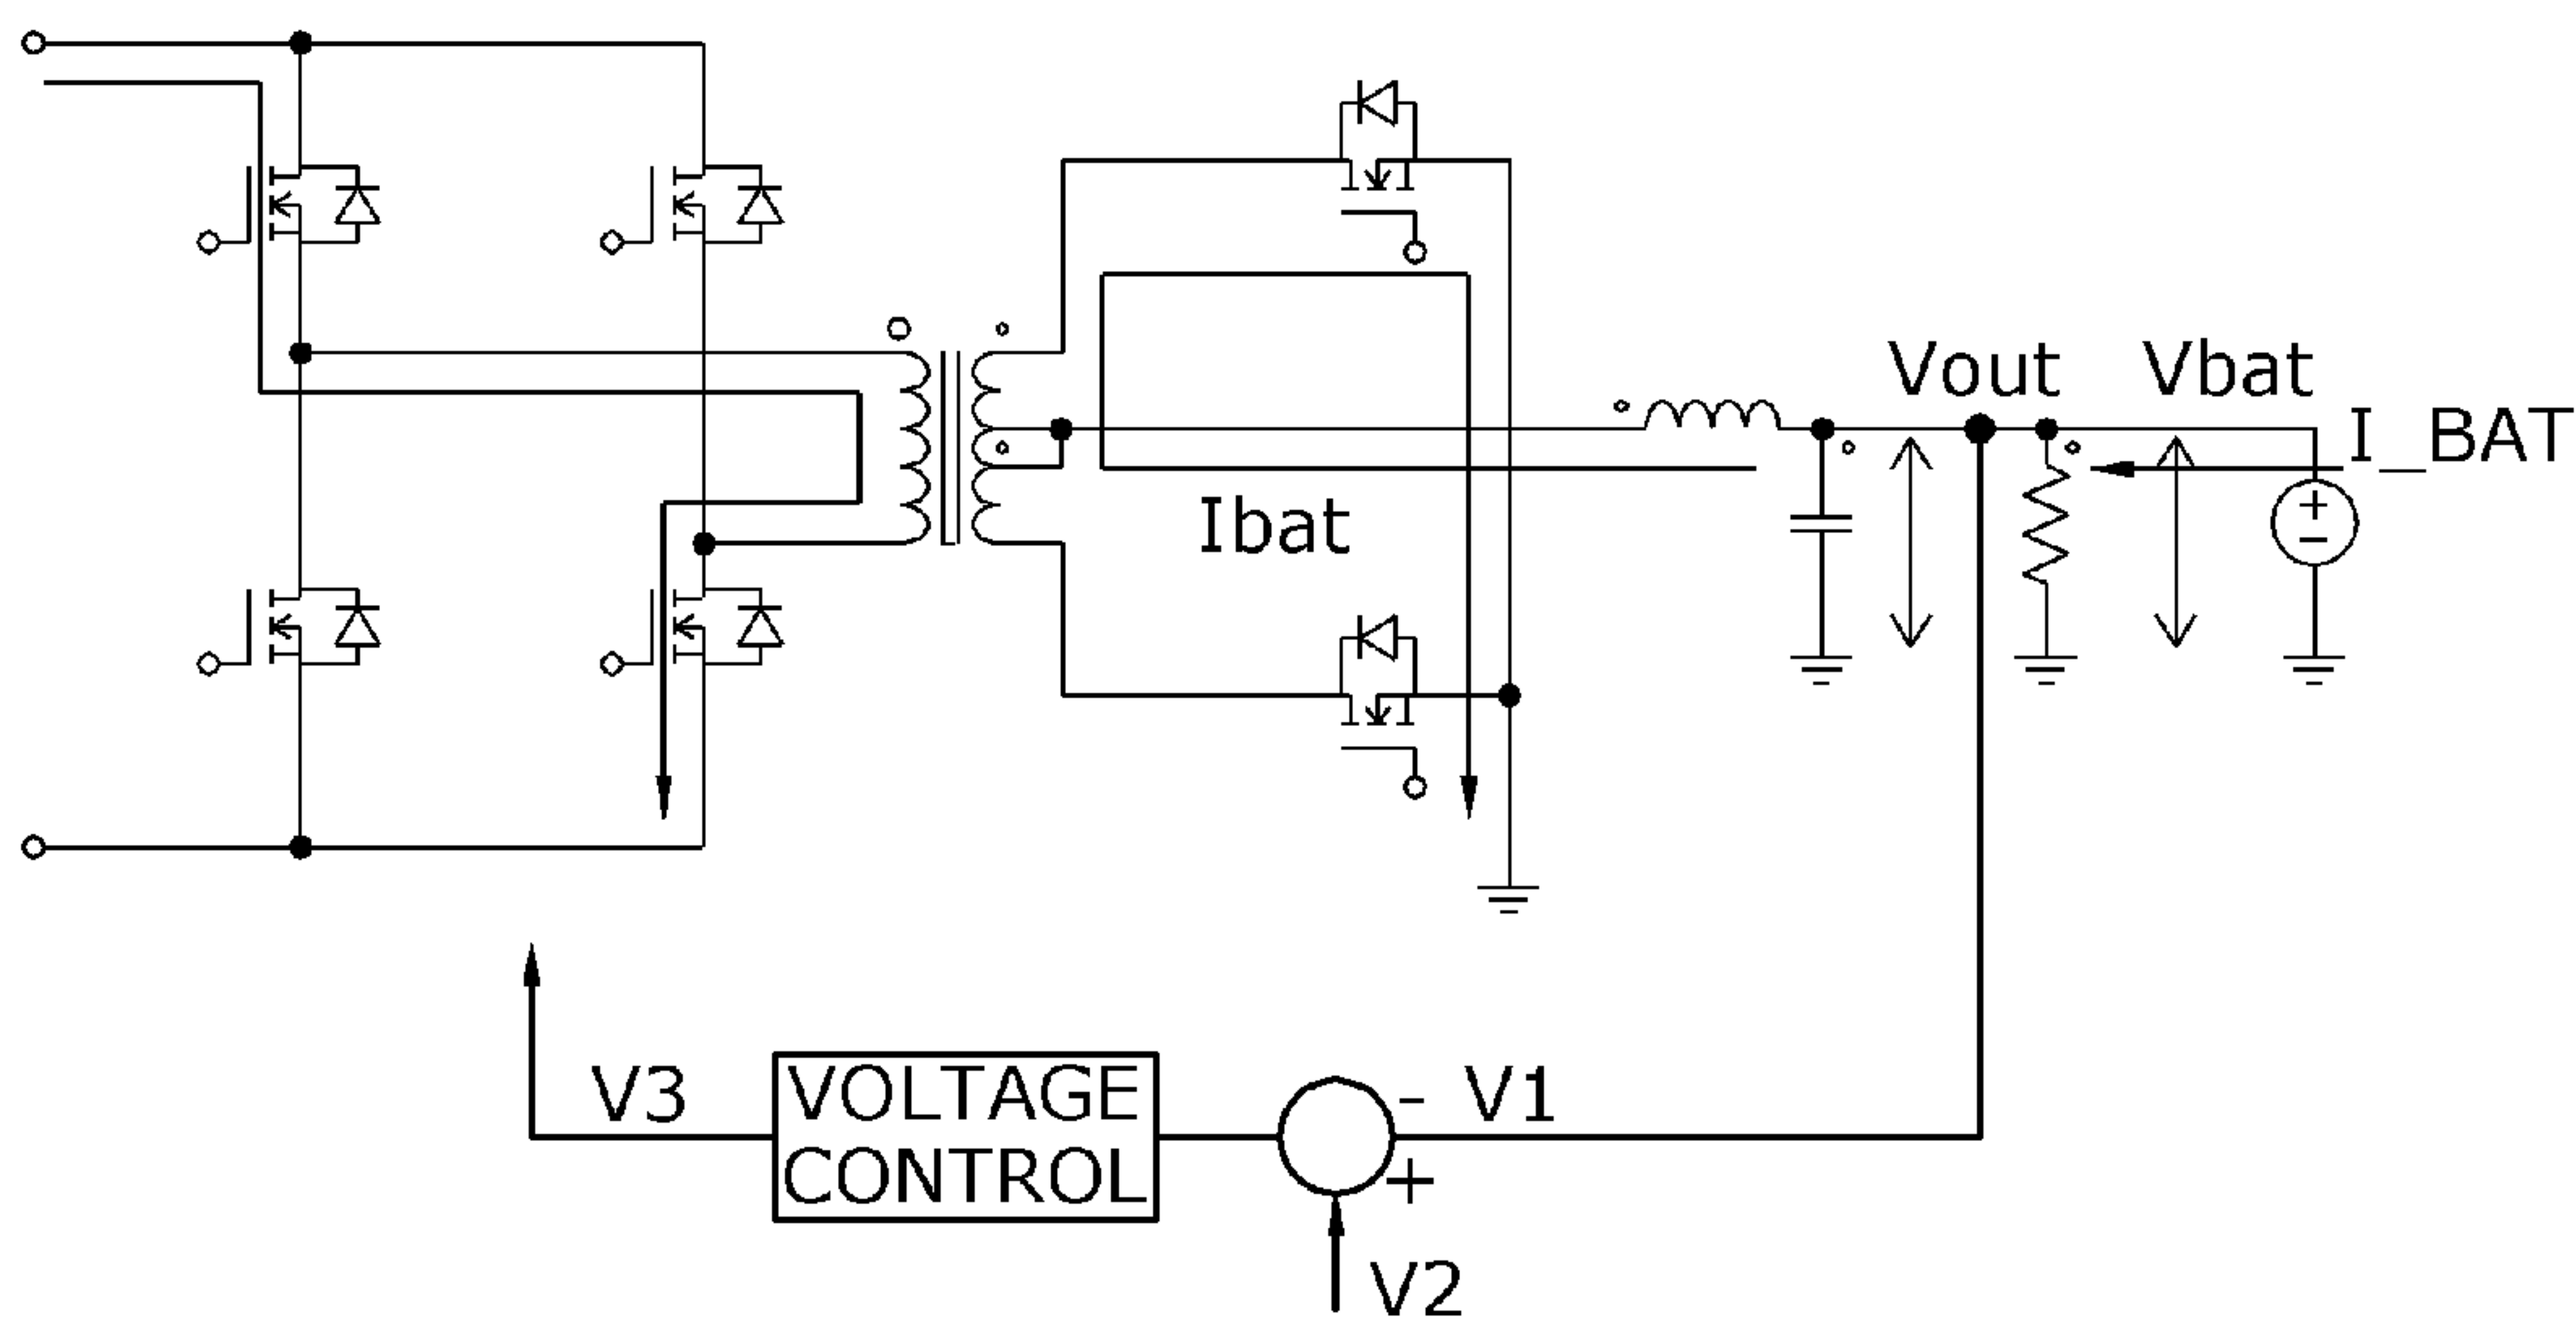 Vout
Vbat
I_BAT
Ibat
V3
VOLTAGE
CONTROL
-
V1
+
V2